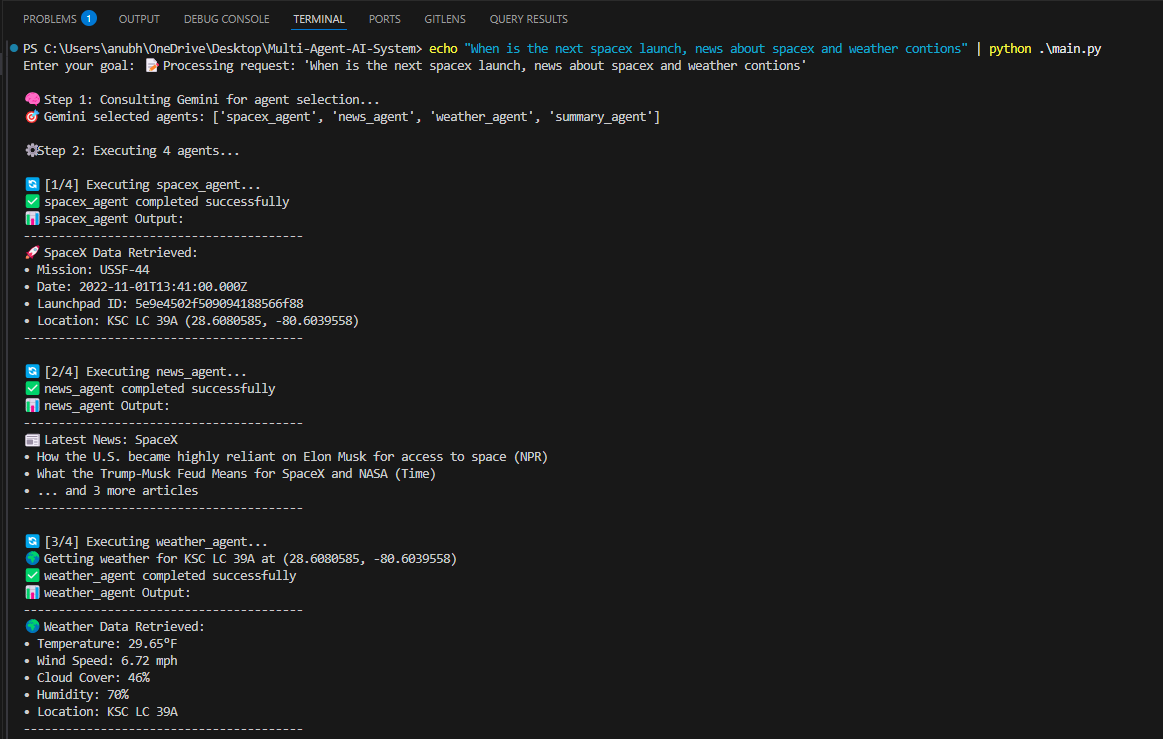 PROBLEMS 1 OUTPUT DEBUG CONSOLE TERMINAL PORTS GITLENS QUERY RESULTS
PS C:\Users\anubh\OneDrive\Desktop\Multi-Agent-AI-System> echo "When is the next spacex launch, news about spacex and weather contions" | python .\main.py
Enter your goal: 📝 Processing request: 'When is the next spacex launch, news about spacex and weather contions'
🧠 Step 1: Consulting Gemini for agent selection...
🎯 Gemini selected agents: ['spacex_agent', 'news_agent', 'weather_agent', 'summary_agent']
⚙️Step 2: Executing 4 agents...
🔄 [1/4] Executing spacex_agent...
✅ spacex_agent completed successfully
📊 spacex_agent Output:
----------------------------------------
🚀 SpaceX Data Retrieved:
• Mission: USSF-44
• Date: 2022-11-01T13:41:00.000Z
• Launchpad ID: 5e9e4502f509094188566f88
• Location: KSC LC 39A (28.6080585, -80.6039558)
----------------------------------------
🔄 [2/4] Executing news_agent...
✅ news_agent completed successfully
📊 news_agent Output:
----------------------------------------
📰 Latest News: SpaceX
• How the U.S. became highly reliant on Elon Musk for access to space (NPR)
• What the Trump-Musk Feud Means for SpaceX and NASA (Time)
• ... and 3 more articles
----------------------------------------
🔄 [3/4] Executing weather_agent...
🌍 Getting weather for KSC LC 39A at (28.6080585, -80.6039558)
✅ weather_agent completed successfully
📊 weather_agent Output:
----------------------------------------
🌍 Weather Data Retrieved:
• Temperature: 29.65°F
• Wind Speed: 6.72 mph
• Cloud Cover: 46%
• Humidity: 70%
• Location: KSC LC 39A
----------------------------------------